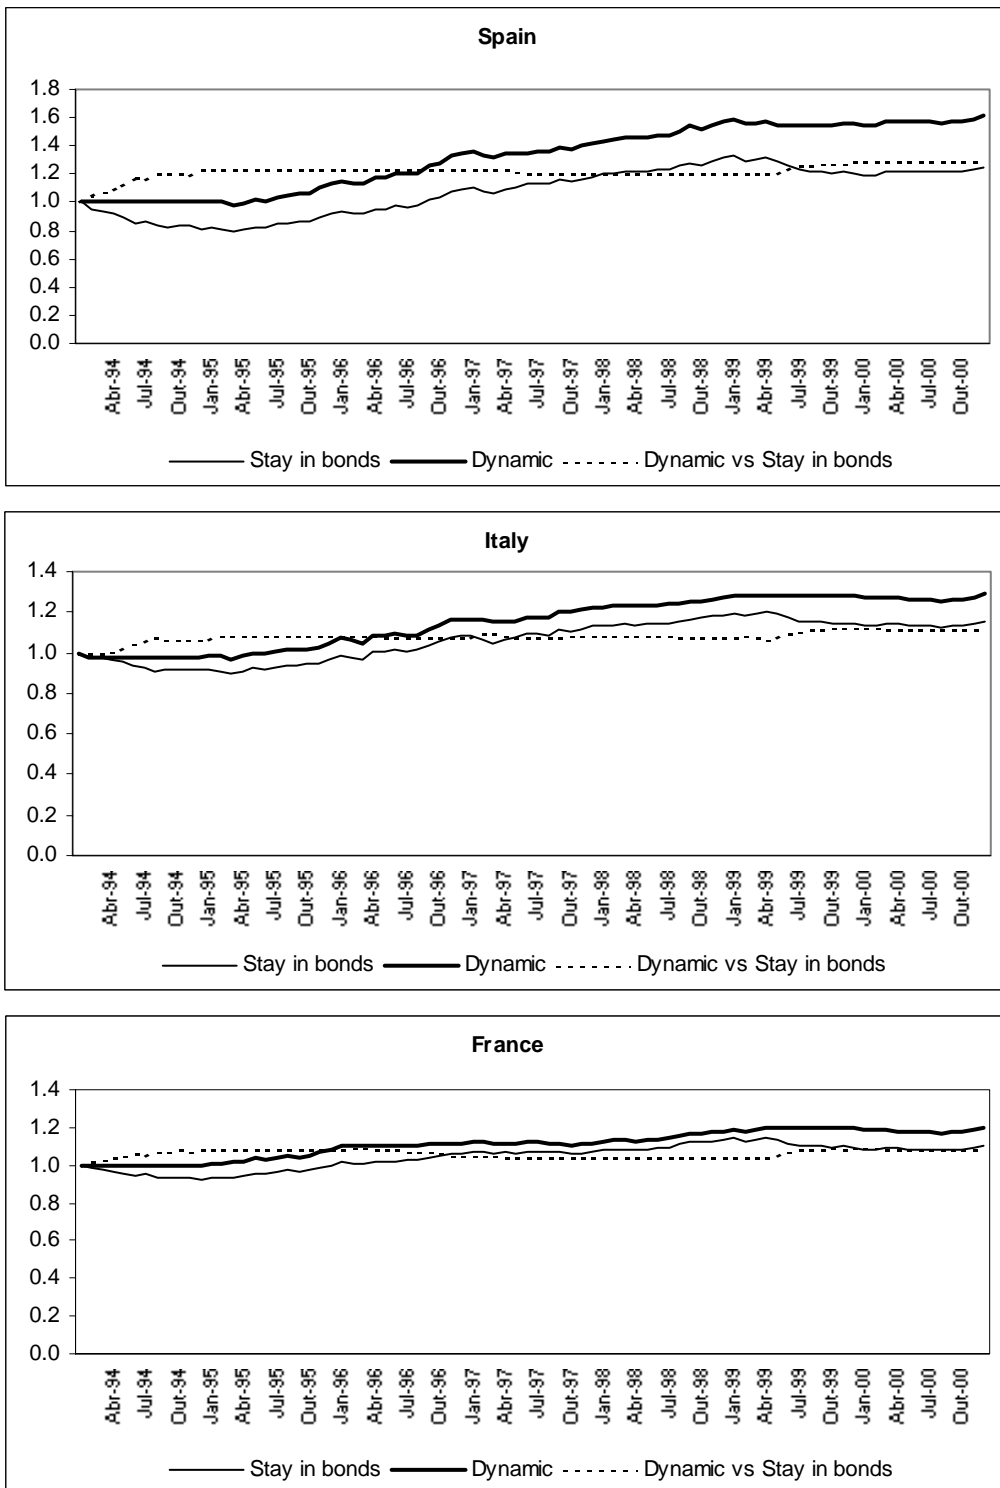 Spain
1.8
1.6
1.4
1.2
1.0
0.8
0.6
0.4
0.2
0.0
Abr-94 Jul-94 Out-94 Jan-95 Abr-95 Jul-95 Out-95 Jan-96 Abr-96 Jul-96 Out-96 Jan-97 Abr-97 Jul-97 Out-97 Jan-98 Abr-98 Jul-98 Out-98 Jan-99 Abr-99 Jul-99 Out-99 Jan-00 Abr-00 Jul-00 Out-00
Stay in bonds Dynamic Dynamic vs Stay in bonds
Italy
1.4
1.2
1.0
0.8
0.6
0.4
0.2
0.0
Abr-94 Jul-94 Out-94 Jan-95 Abr-95 Jul-95 Out-95 Jan-96 Abr-96 Jul-96 Out-96 Jan-97 Abr-97 Jul-97 Out-97 Jan-98 Abr-98 Jul-98 Out-98 Jan-99 Abr-99 Jul-99 Out-99 Jan-00 Abr-00 Jul-00 Out-00
Stay in bonds Dynamic Dynamic vs Stay in bonds
France
1.4
1.2
1.0
0.8
0.6
0.4
0.2
0.0
Abr-94 Jul-94 Out-94 Jan-95 Abr-95 Jul-95 Out-95 Jan-96 Abr-96 Jul-96 Out-96 Jan-97 Abr-97 Jul-97 Out-97 Jan-98 Abr-98 Jul-98 Out-98 Jan-99 Abr-99 Jul-99 Out-99 Jan-00 Abr-00 Jul-00 Out-00
Stay in bonds Dynamic Dynamic vs Stay in bonds